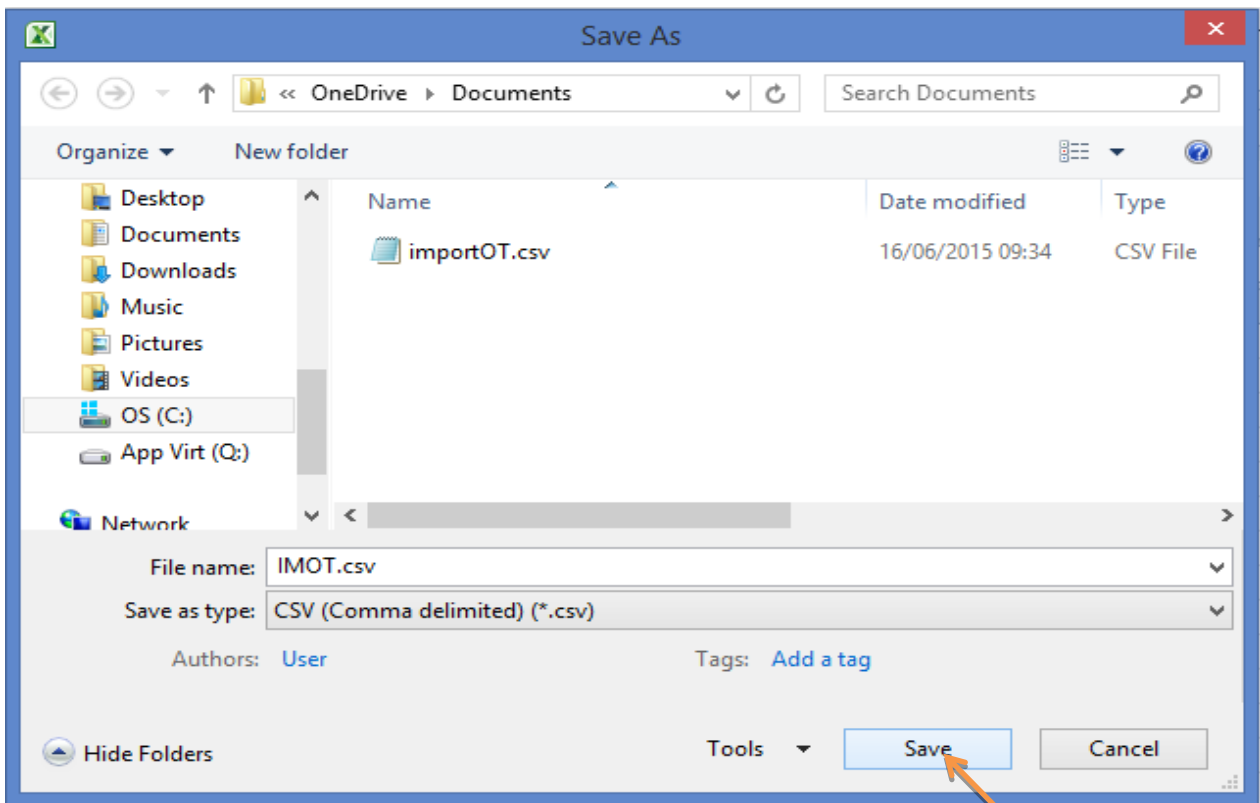 Save As
« OneDrive Documents
Search Documents
Organize
New folder
Name
Date modified
Type
Desktop
Documents
Downloads
Music
Pictures
Videos
OS (C:)
App Virt (Q:)
Network
importOT.csv
16/06/2015 09:34
CSV File
File name: IMOT.csv
Save as type: CSV (Comma delimited) (*.csv)
Authors: User
Tags: Add a tag
Hide Folders
Tools
Save
Cancel